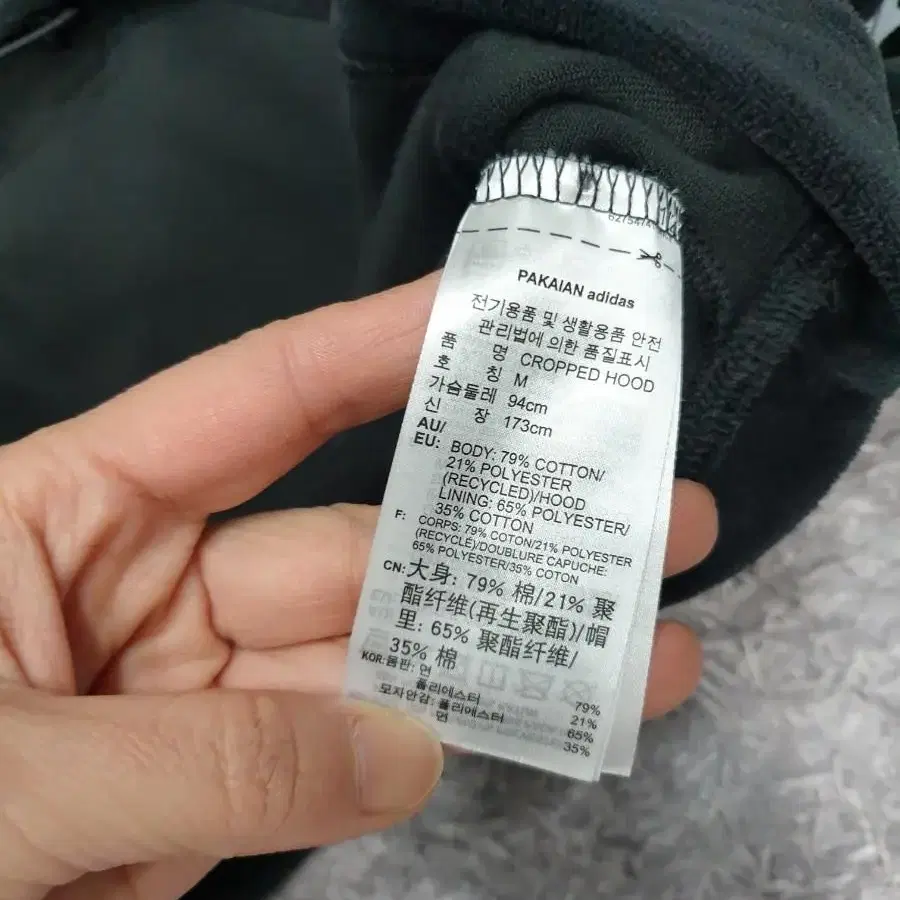 PAKAIAN adidas
전기용품 및 생활용품 안전
관리법에 의한 품질표시
품 명 CROPPED HOOD
호 칭 M
가슴둘레 94cm
신 장 173cm
AU/
EU: BODY: 79% COTTON/
21% POLYESTER
(RECYCLED)/HOOD
LINING: 65% POLYESTER/
35% COTTON
F: CORPS: 79% COTON/21% POLYESTER
(RECYCLÉ)/DOUBLURE CAPUCHE:
65% POLYESTER/35% COTON
CN: 大身: 79% 棉/21% 聚
酯纤维(再生聚酯)/帽
里: 65% 聚酯纤维/
35% 棉
KOR: 몸판: 면 79%
폴리에스터 21%
모자안감: 폴리에스터 65%
면 35%